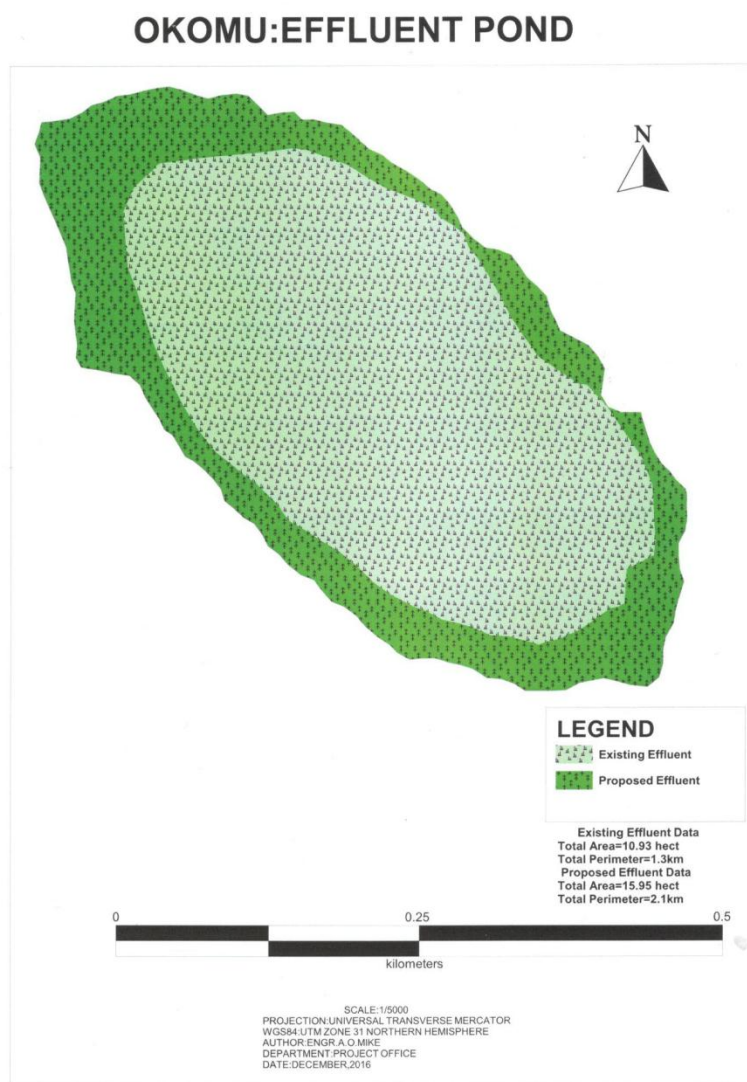 OKOMU:EFFLUENT POND
N
LEGEND
Existing Effluent
Proposed Effluent
Existing Effluent Data
Total Area=10.93 hect
Total Perimeter=1.3km
Proposed Effluent Data
Total Area=15.95 hect
Total Perimeter=2.1km
0 0.25 0.5
kilometers
SCALE:1/5000
PROJECTION:UNIVERSAL TRANSVERSE MERCATOR
WGS84:UTM ZONE 31 NORTHERN HEMISPHERE
AUTHOR:ENGR.A.O.MIKE
DEPARTMENT:PROJECT OFFICE
DATE:DECEMBER,2016